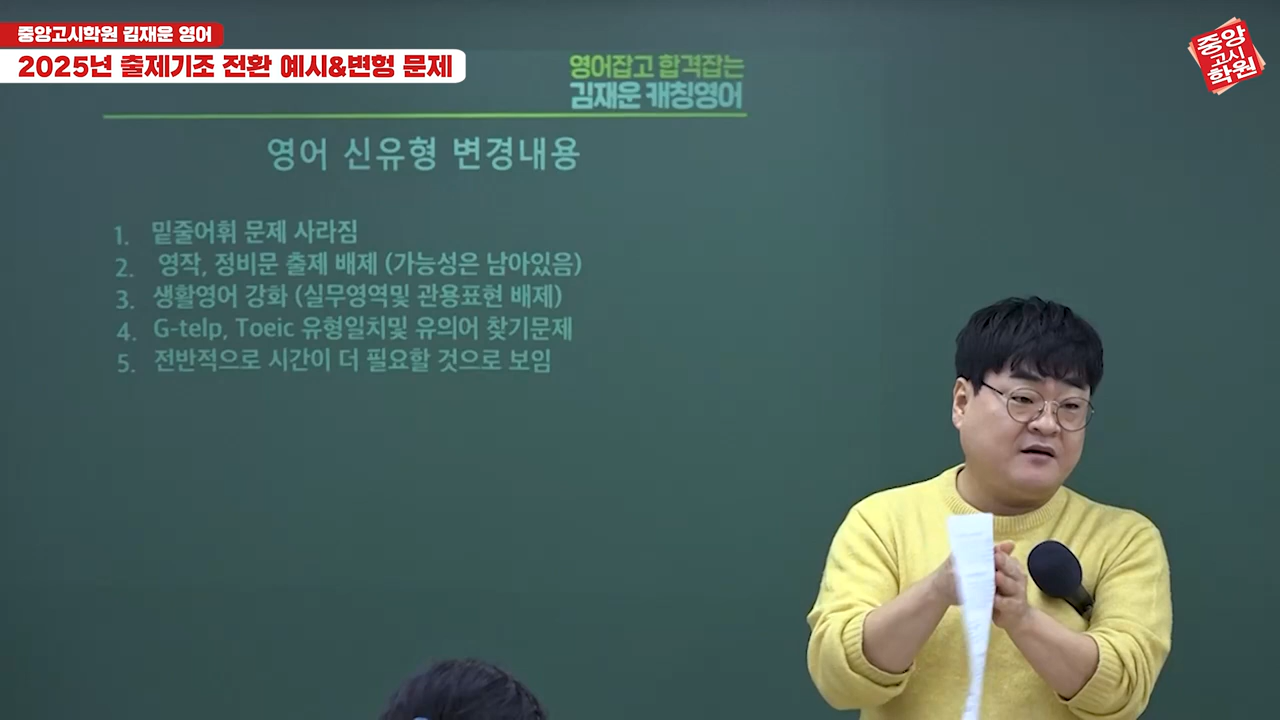 중앙고시학원 김재운 영어
2025년 출제기조 전환 예시&변형 문제
중앙
고시
학원
영어잡고 합격잡는
김재운 캐칭영어
영어 신유형 변경내용
1. 밑줄어휘 문제 사라짐
2. 영작, 정비문 출제 배제 (가능성은 남아있음)
3. 생활영어 강화 (실무영역및 관용표현 배제)
4. G-telp, Toeic 유형일치및 유의어 찾기문제
5. 전반적으로 시간이 더 필요할 것으로 보임